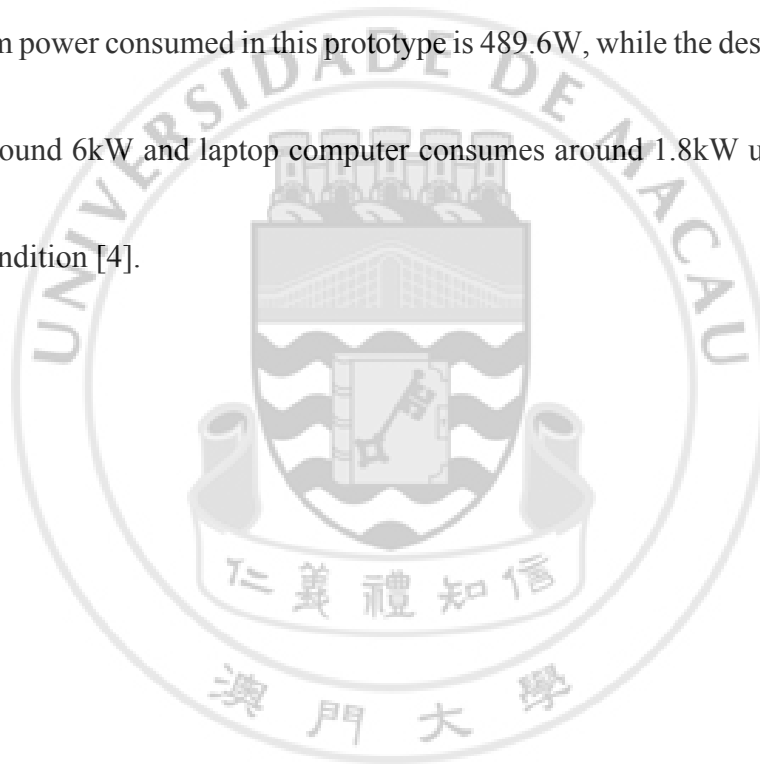 m power consumed in this prototype is 489.6W, while the des
ound 6kW and laptop computer consumes around 1.8kW u
ndition [4].
UNIVERSIDADE DE MACAU
仁義禮知信
澳門大學